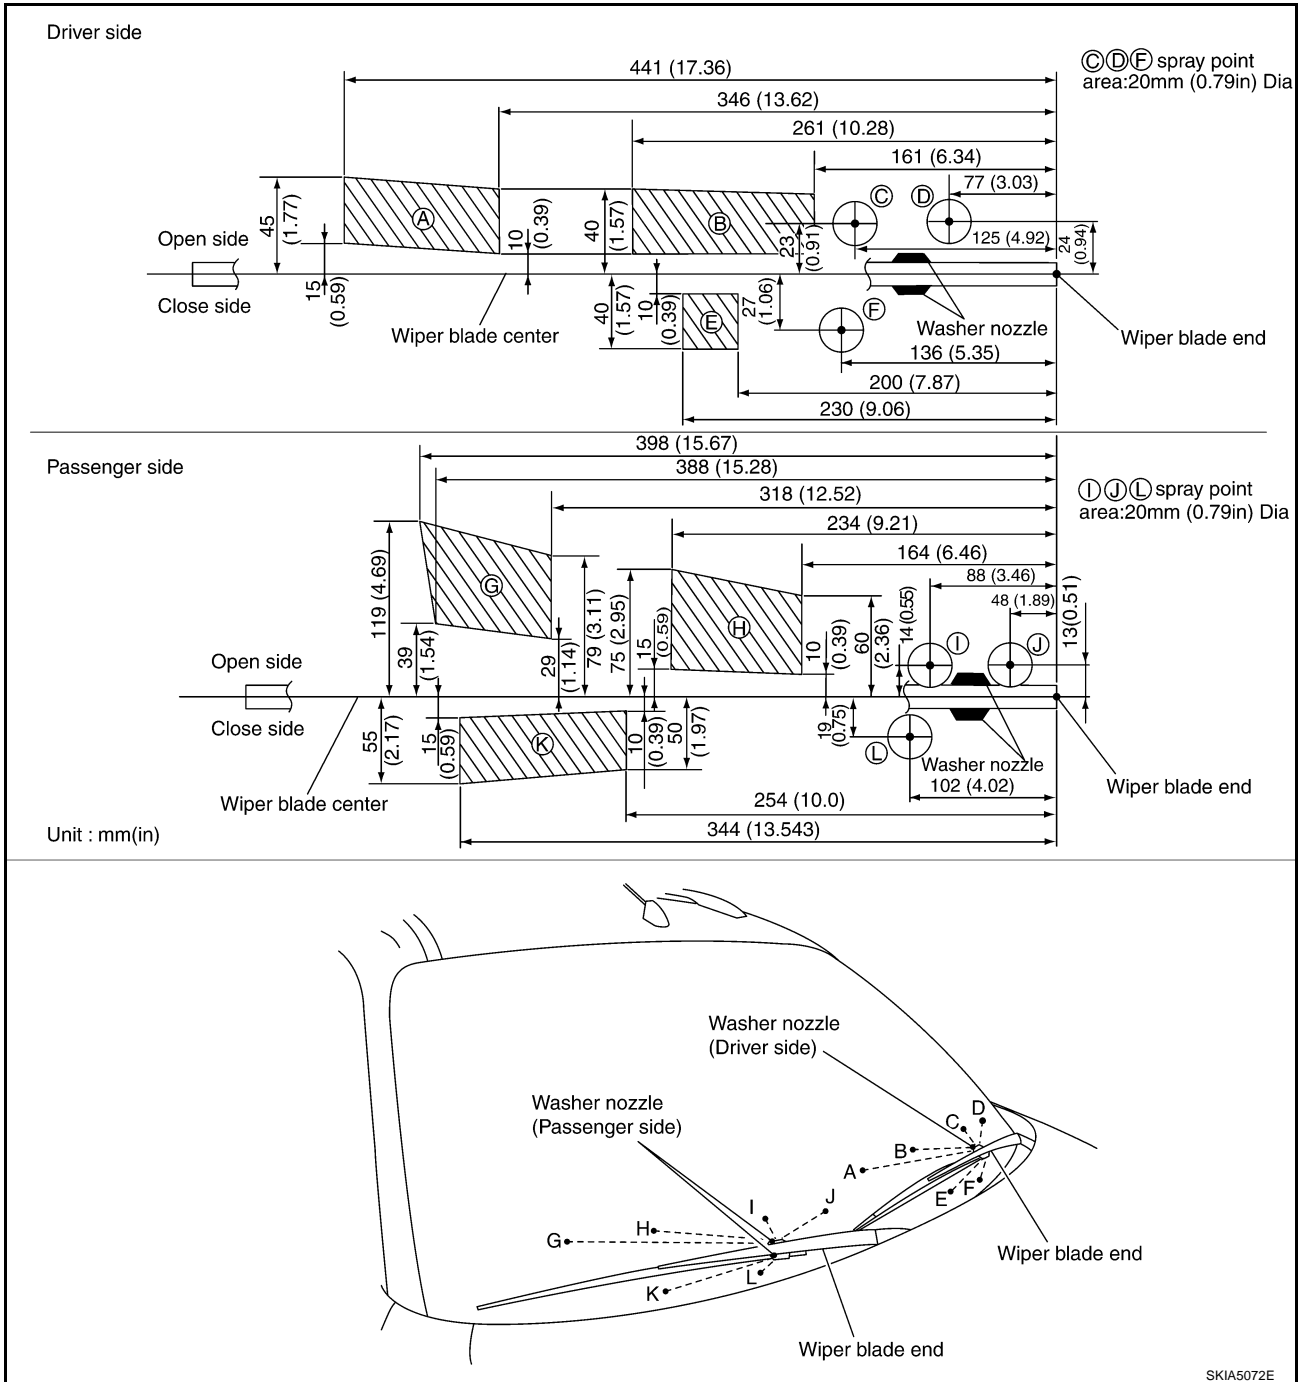 Driver side
ⒸⒹⒻ spray point
area:20mm (0.79in) Dia
441 (17.36)
346 (13.62)
261 (10.28)
161 (6.34)
77 (3.03)
125 (4.92)
45
(1.77)
A
10
(0.39)
40
(1.57)
B
23
(0.91)
C
D
24
(0.94)
Open side
Close side
15
(0.59)
Wiper blade center
40
(1.57)
10
(0.39)
E
27
(1.06)
F
Washer nozzle
Wiper blade end
136 (5.35)
200 (7.87)
230 (9.06)
Passenger side
398 (15.67)
388 (15.28)
318 (12.52)
234 (9.21)
164 (6.46)
88 (3.46)
48 (1.89)
ⒾⒿⓁ spray point
area:20mm (0.79in) Dia
119 (4.69)
39
(1.54)
G
29
(1.14)
79 (3.11)
75 (2.95)
15
(0.59)
H
10
(0.39)
60
(2.36)
14 (0.55)
I
J
13(0.51)
Open side
Close side
55
(2.17)
15
(0.59)
K
10
(0.39)
50
(1.97)
19
(0.75)
L
Washer nozzle
102 (4.02)
Wiper blade end
Wiper blade center
254 (10.0)
344 (13.543)
Unit : mm(in)
Washer nozzle
(Driver side)
Washer nozzle
(Passenger side)
D
C
B
A
E
F
I
J
H
G
L
K
Wiper blade end
Wiper blade end
SKIA5072E